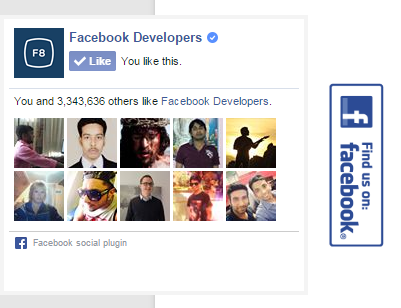 F8
Facebook Developers
Like You like this.
You and 3,343,636 others like Facebook Developers.
Facebook social plugin
Find us on:
facebook®